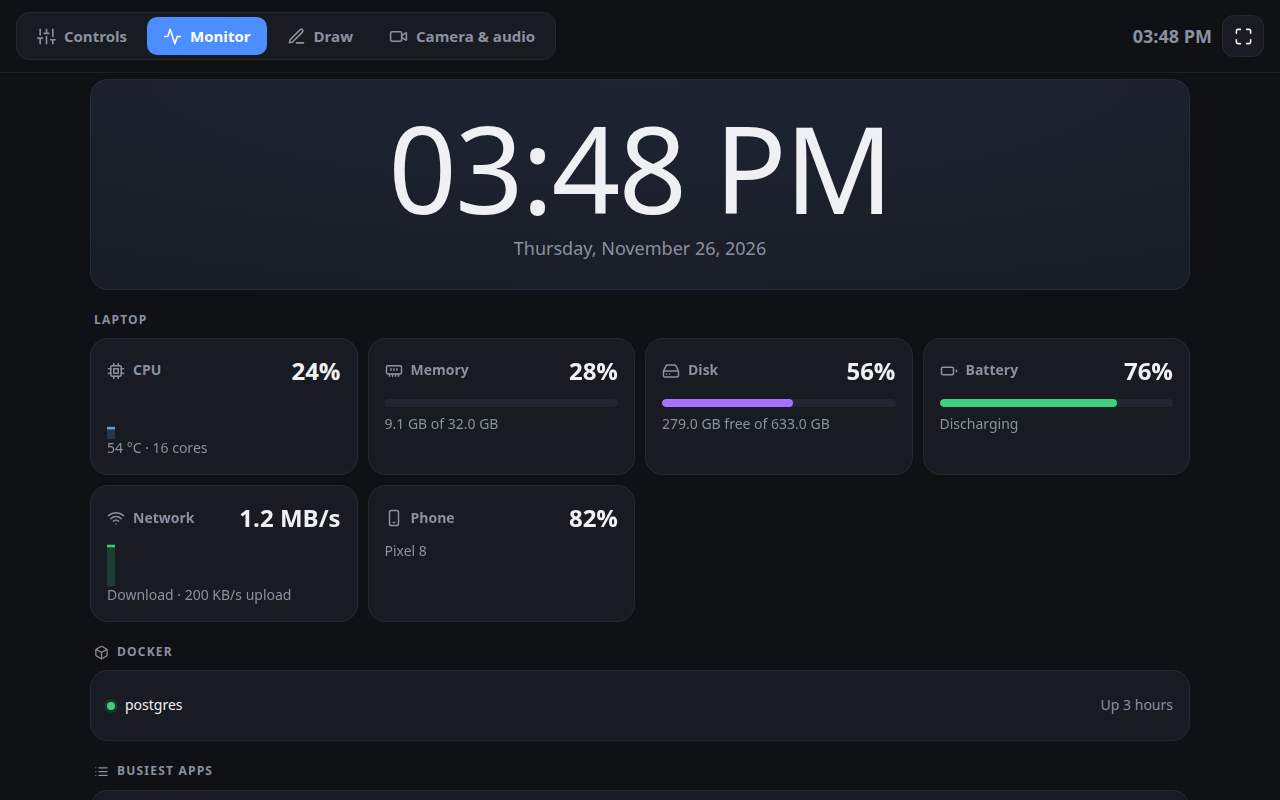 Controls Monitor Draw Camera & audio 03:48 PM
03:48 PM
Thursday, November 26, 2026
LAPTOP
CPU 24%
54 °C · 16 cores
Memory 28%
9.1 GB of 32.0 GB
Disk 56%
279.0 GB free of 633.0 GB
Battery 76%
Discharging
Network 1.2 MB/s
Download · 200 KB/s upload
Phone 82%
Pixel 8
DOCKER
postgres Up 3 hours
BUSIEST APPS